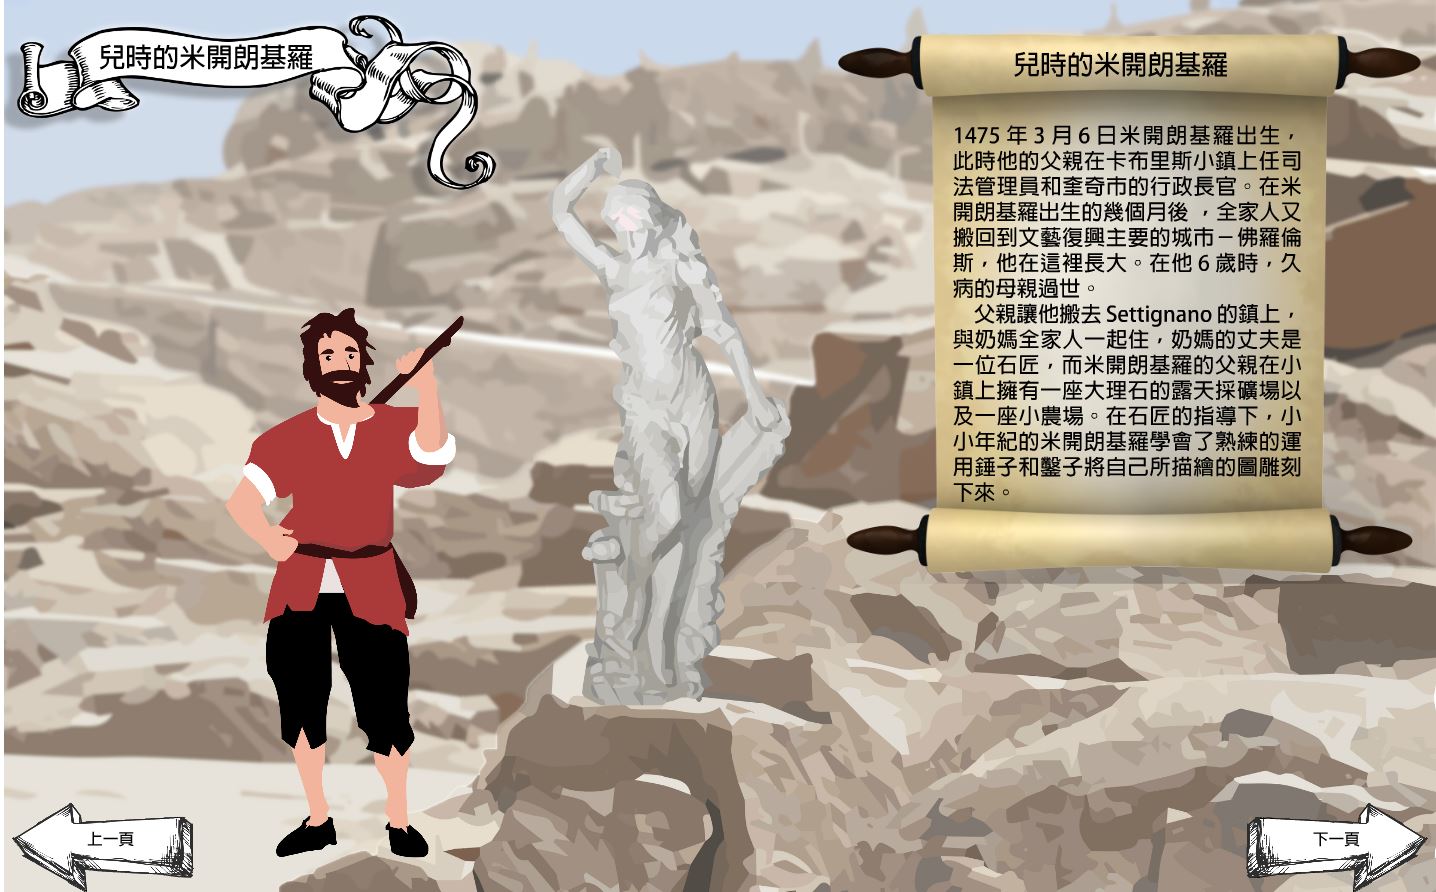 兒時的米開朗基羅
兒時的米開朗基羅
1475 年 3 月 6 日米開朗基羅出生，
此時他的父親在卡布里斯小鎮上任司
法管理員和奎奇市的行政長官。在米
開朗基羅出生的幾個月後 ，全家人又
搬回到文藝復興主要的城市－佛羅倫
斯，他在這裡長大。在他 6 歲時，久
病的母親過世。
父親讓他搬去 Settignano 的鎮上，
與奶媽全家人一起住，奶媽的丈夫是
一位石匠，而米開朗基羅的父親在小
鎮上擁有一座大理石的露天採礦場以
及一座小農場。在石匠的指導下，小
小年紀的米開朗基羅學會了熟練的運
用錘子和鑿子將自己所描繪的圖雕刻
下來。
上一頁
下一頁